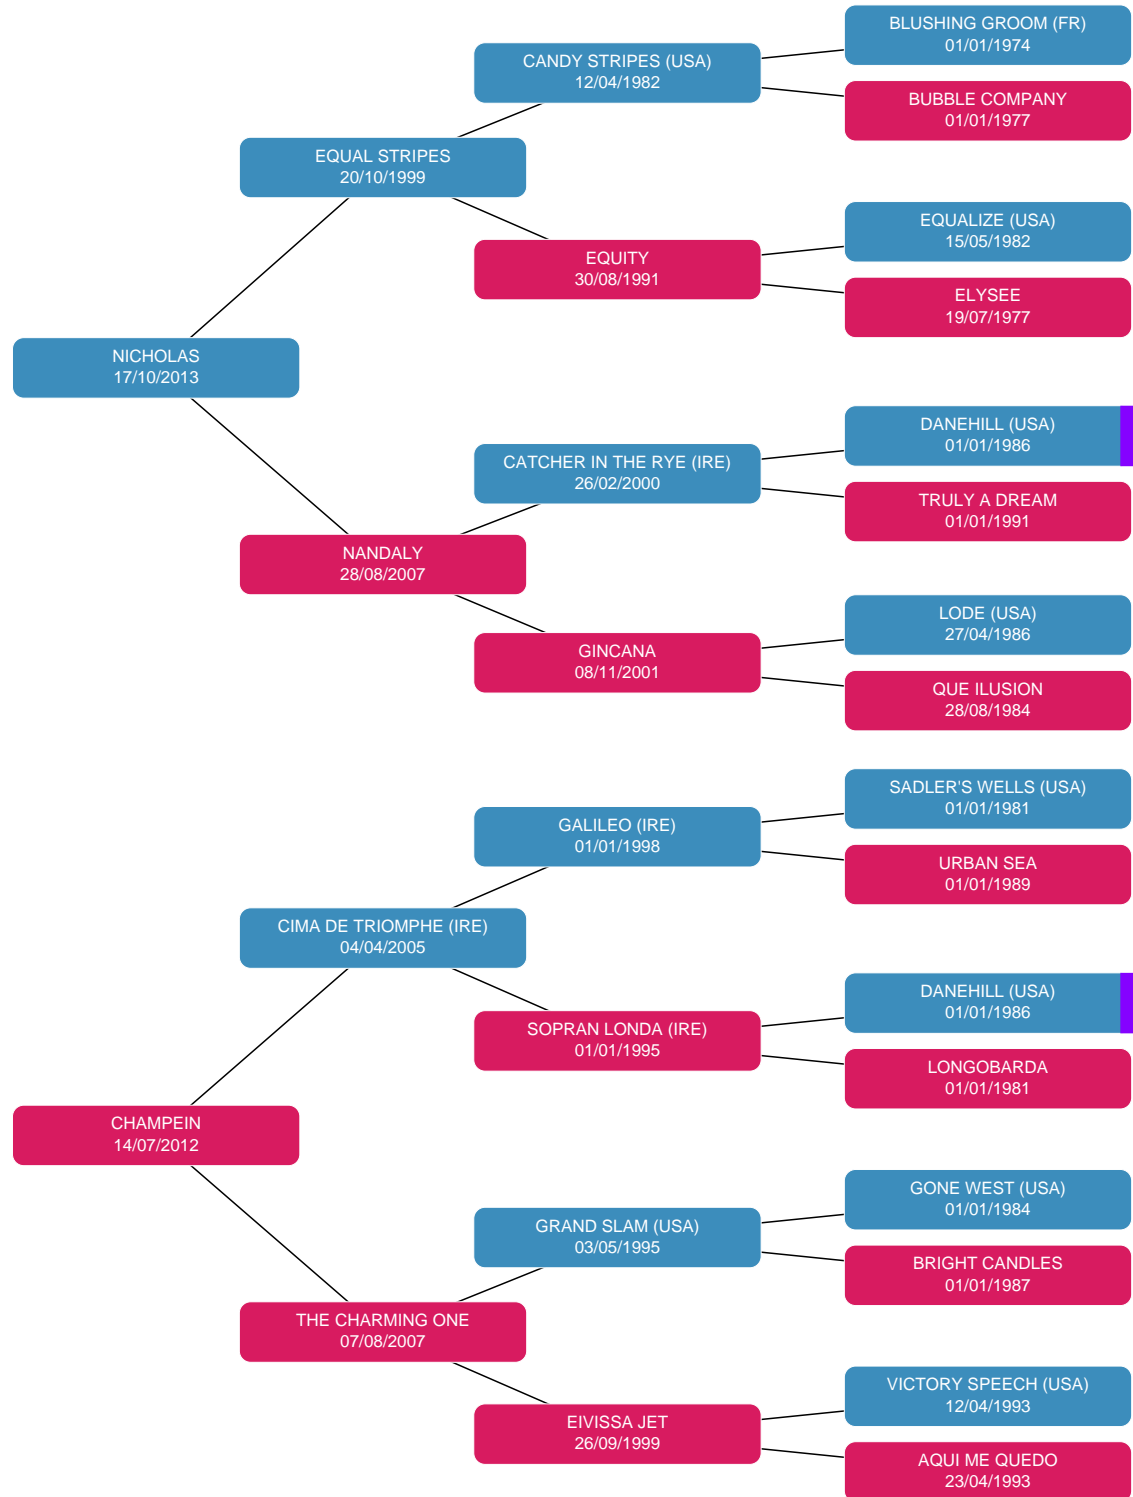 BLUSHING GROOM (FR)
01/01/1974
CANDY STRIPES (USA)
12/04/1982
BUBBLE COMPANY
01/01/1977
EQUAL STRIPES
20/10/1999
EQUALIZE (USA)
15/05/1982
EQUITY
30/08/1991
ELYSEE
19/07/1977
NICHOLAS
17/10/2013
DANEHILL (USA)
01/01/1986
CATCHER IN THE RYE (IRE)
26/02/2000
TRULY A DREAM
01/01/1991
NANDALY
28/08/2007
LODE (USA)
27/04/1986
GINCANA
08/11/2001
QUE ILUSION
28/08/1984
SADLER'S WELLS (USA)
01/01/1981
GALILEO (IRE)
01/01/1998
URBAN SEA
01/01/1989
CIMA DE TRIOMPHE (IRE)
04/04/2005
DANEHILL (USA)
01/01/1986
SOPRAN LONDA (IRE)
01/01/1995
LONGOBARDA
01/01/1981
CHAMPEIN
14/07/2012
GONE WEST (USA)
01/01/1984
GRAND SLAM (USA)
03/05/1995
BRIGHT CANDLES
01/01/1987
THE CHARMING ONE
07/08/2007
VICTORY SPEECH (USA)
12/04/1993
EIVISSA JET
26/09/1999
AQUI ME QUEDO
23/04/1993